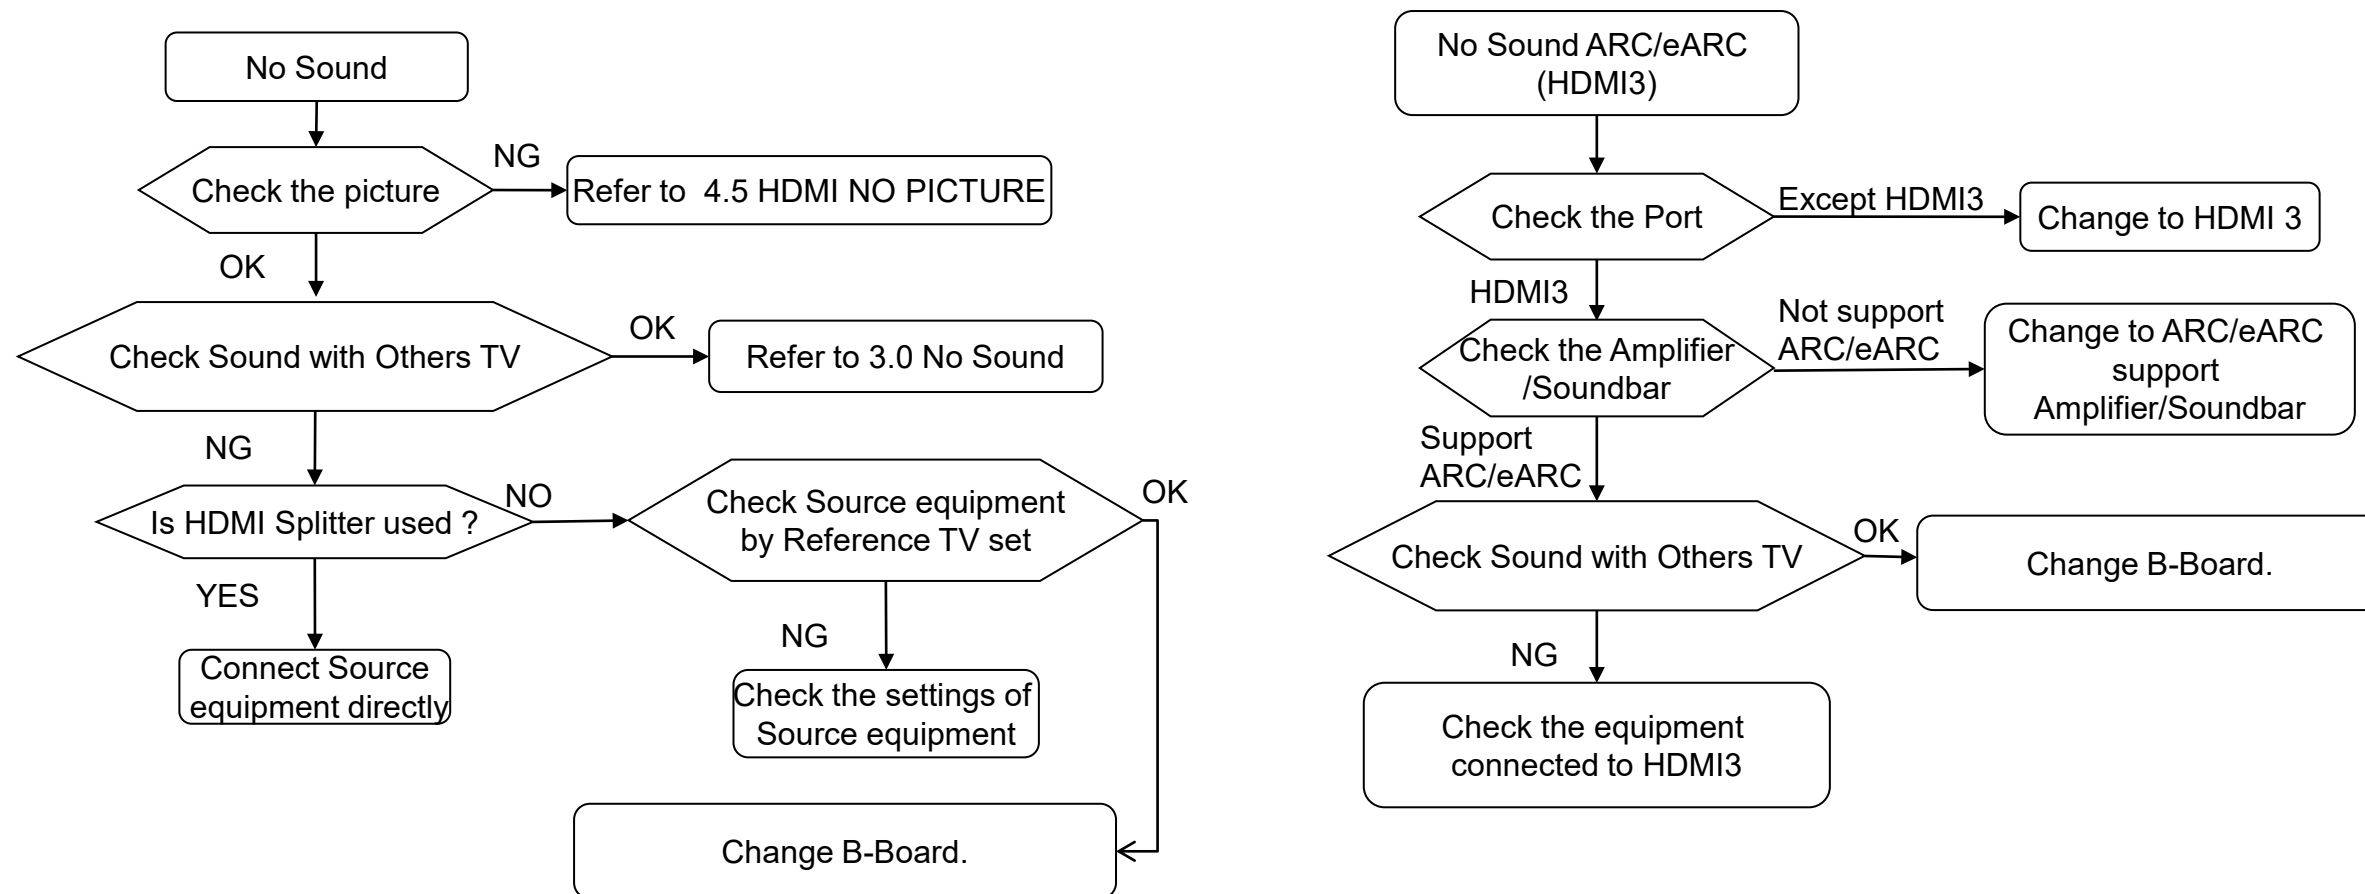 No Sound
Check the picture
NG
Refer to  4.5 HDMI NO PICTURE
OK
Check Sound with Others TV
OK
Refer to 3.0 No Sound
NG
Is HDMI Splitter used ?
NO
Check Source equipment
by Reference TV set
OK
YES
Connect Source
equipment directly
NG
Check the settings of
Source equipment
Change B-Board.
No Sound ARC/eARC
(HDMI3)
Check the Port
Except HDMI3
Change to HDMI 3
HDMI3
Check the Amplifier
/Soundbar
Not support
ARC/eARC
Change to ARC/eARC
support
Amplifier/Soundbar
Support
ARC/eARC
Check Sound with Others TV
OK
Change B-Board.
NG
Check the equipment
connected to HDMI3